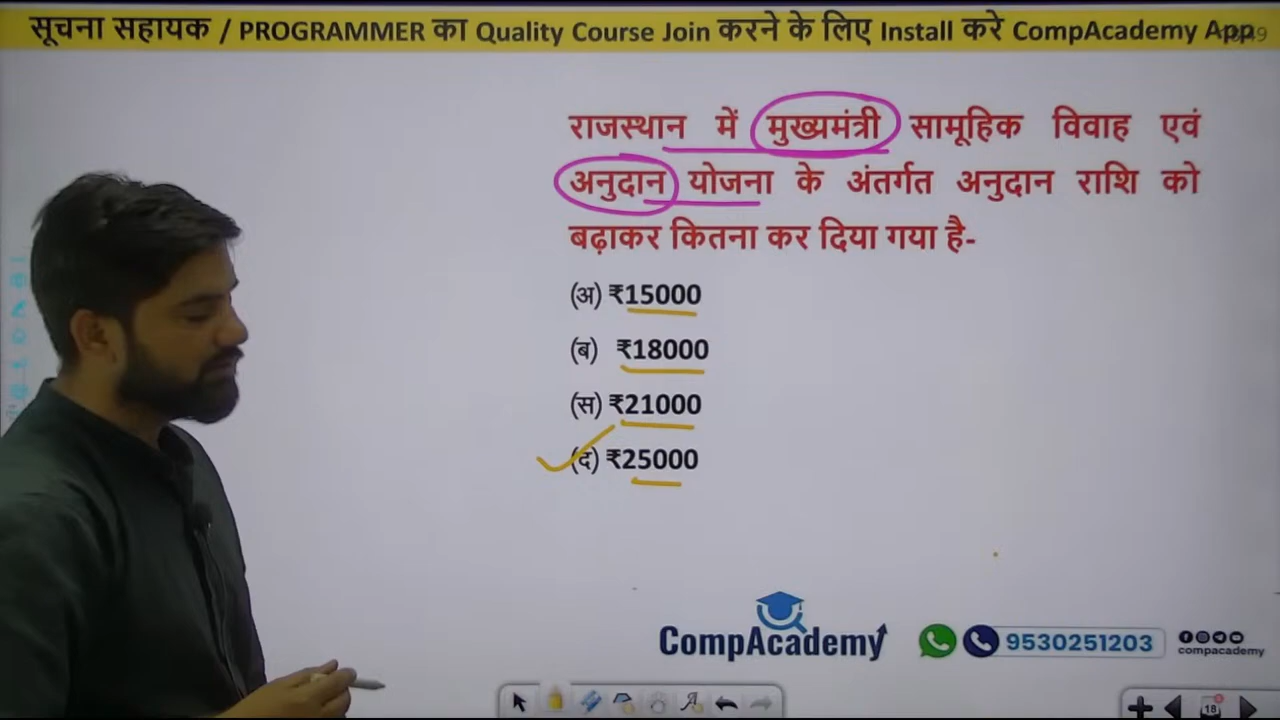 सूचना सहायक / PROGRAMMER का Quality Course Join करने के लिए Install करे CompAcademy App
राजस्थान में मुख्यमंत्री सामूहिक विवाह एवं
अनुदान योजना के अंतर्गत अनुदान राशि को
बढ़ाकर कितना कर दिया गया है-
(अ) ₹15000
(ब) ₹18000
(स) ₹21000
(द) ₹25000
CompAcademy
9530251203
compacademy
18